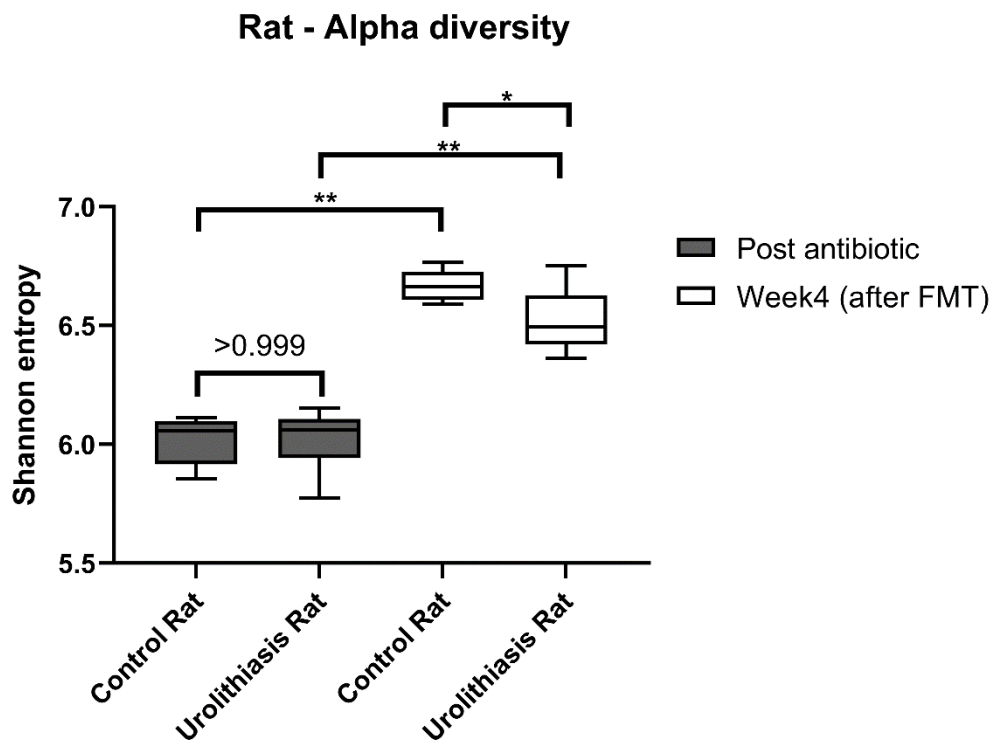 Rat - Alpha diversity
*
**
**
>0.999
Shannon entropy
7.0
6.5
6.0
5.5
Control Rat
Urolithiasis Rat
Control Rat
Urolithiasis Rat
Post antibiotic
Week4 (after FMT)